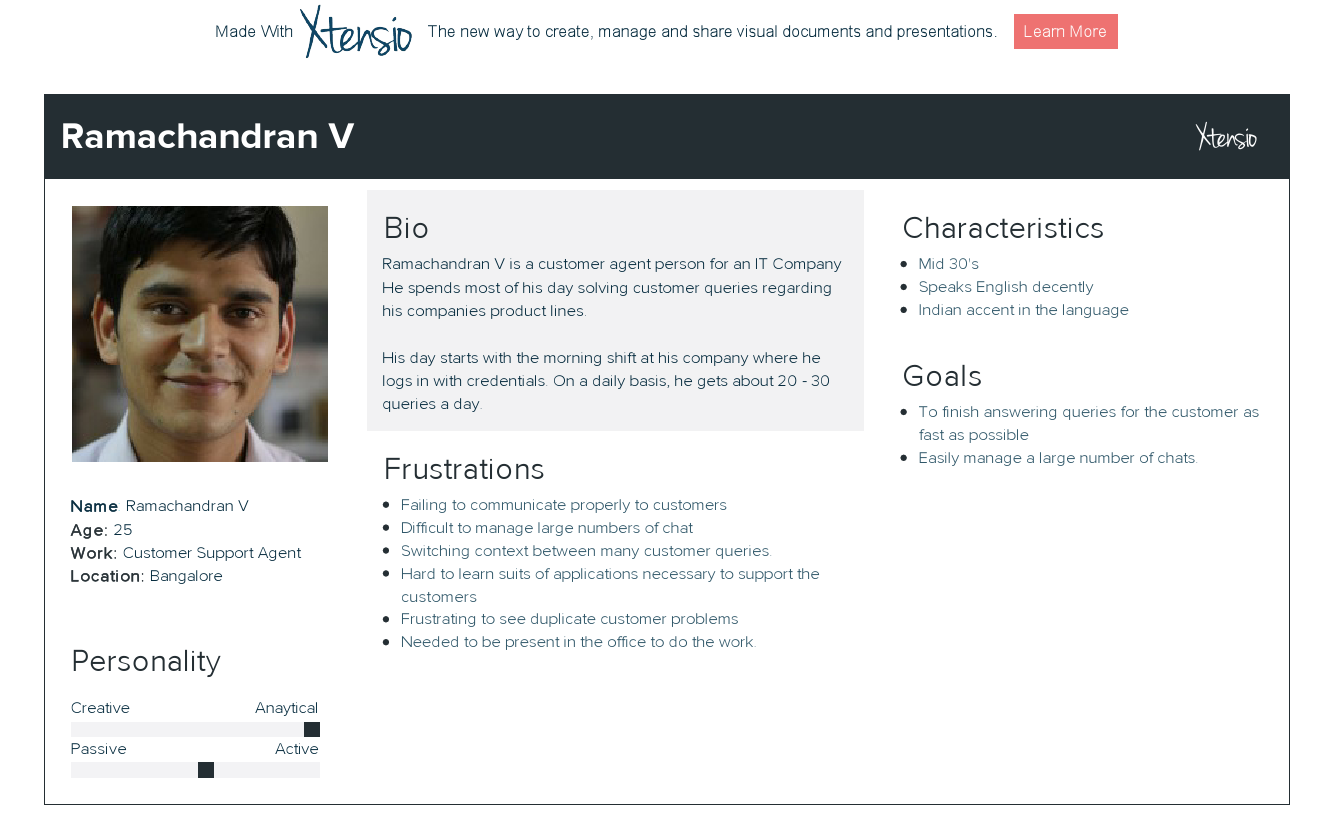 Made With Xtensio The new way to create, manage and share visual documents and presentations. Learn More
Ramachandran V
Xtensio
Name Ramachandran V
Age: 25
Work: Customer Support Agent
Location: Bangalore
Personality
Creative Anaytical
Passive Active
Bio
Ramachandran V is a customer agent person for an IT Company
He spends most of his day solving customer queries regarding
his companies product lines.
His day starts with the morning shift at his company where he
logs in with credentials. On a daily basis, he gets about 20 - 30
queries a day.
Frustrations
Failing to communicate properly to customers
Difficult to manage large numbers of chat
Switching context between many customer queries.
Hard to learn suits of applications necessary to support the
customers
Frustrating to see duplicate customer problems
Needed to be present in the office to do the work.
Characteristics
Mid 30's
Speaks English decently
Indian accent in the language
Goals
To finish answering queries for the customer as
fast as possible
Easily manage a large number of chats.